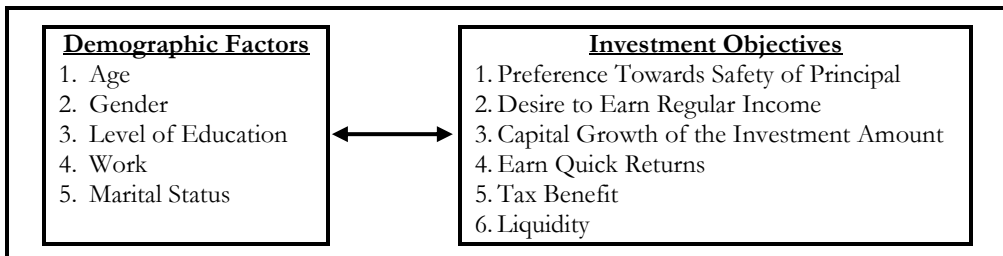 Demographic Factors
1. Age
2. Gender
3. Level of Education
4. Work
5. Marital Status
Investment Objectives
1. Preference Towards Safety of Principal
2. Desire to Earn Regular Income
3. Capital Growth of the Investment Amount
4. Earn Quick Returns
5. Tax Benefit
6. Liquidity